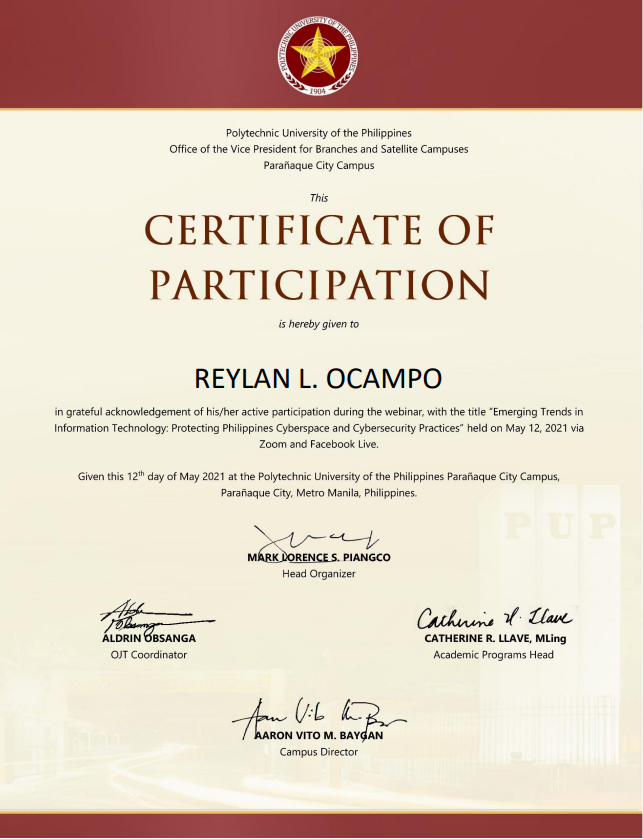 POLYTECHNIC UNIVERSITY OF THE PHILIPPINES
1904
Polytechnic University of the Philippines
Office of the Vice President for Branches and Satellite Campuses
Parañaque City Campus
This
CERTIFICATE OF
PARTICIPATION
is hereby given to
REYLAN L. OCAMPO
in grateful acknowledgement of his/her active participation during the webinar, with the title “Emerging Trends in
Information Technology: Protecting Philippines Cyberspace and Cybersecurity Practices” held on May 12, 2021 via
Zoom and Facebook Live.
Given this 12th day of May 2021 at the Polytechnic University of the Philippines Parañaque City Campus,
Parañaque City, Metro Manila, Philippines.
PUP
MARK LORENCE S. PIANGCO
Head Organizer
Aldrin
Obsanga
ALDRIN OBSANGA
OJT Coordinator
Catherine R. Llave
CATHERINE R. LLAVE, MLing
Academic Programs Head
AARON VITO M. BAYGAN
Campus Director